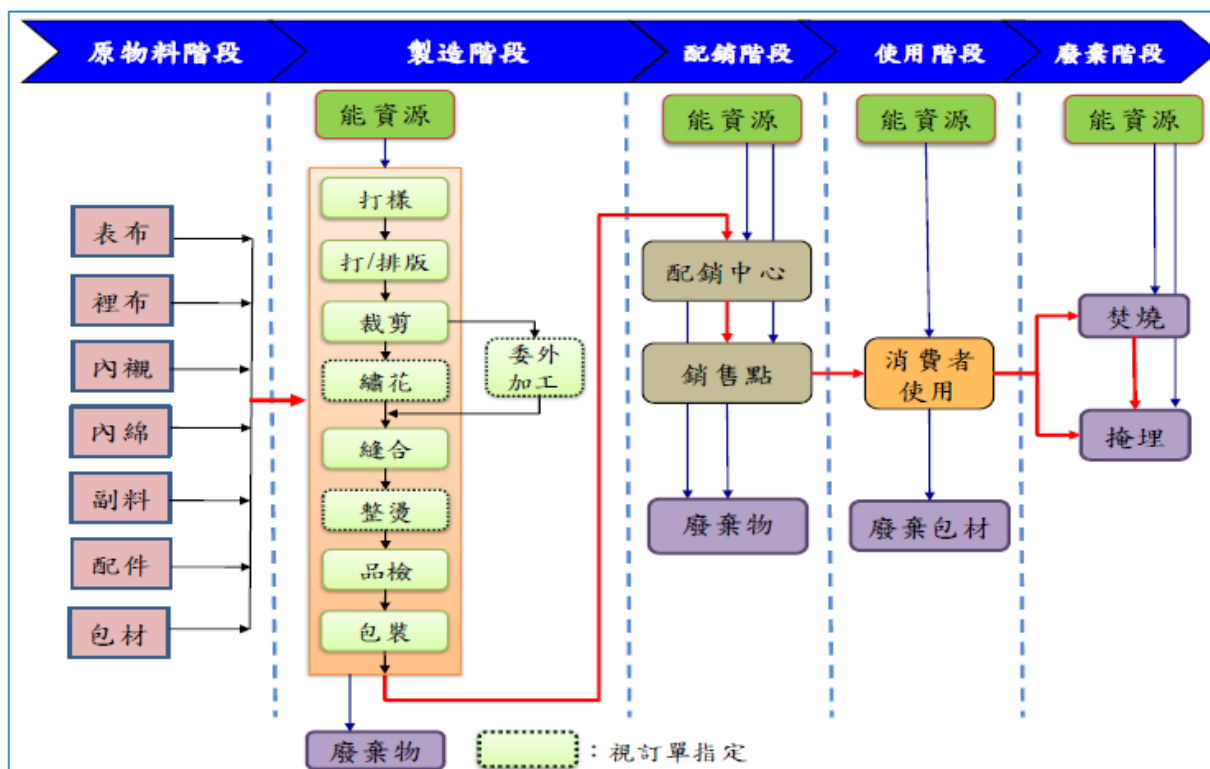 原物料階段
製造階段
配銷階段
使用階段
廢棄階段
能資源
能資源
能資源
能資源
表布
裡布
內襯
內綿
副料
配件
包材
打樣
打/排版
裁剪
繡花
委外
加工
縫合
整燙
品檢
包裝
廢棄物
：視訂單指定
配銷中心
銷售點
廢棄物
消費者
使用
廢棄包材
焚燒
掩埋